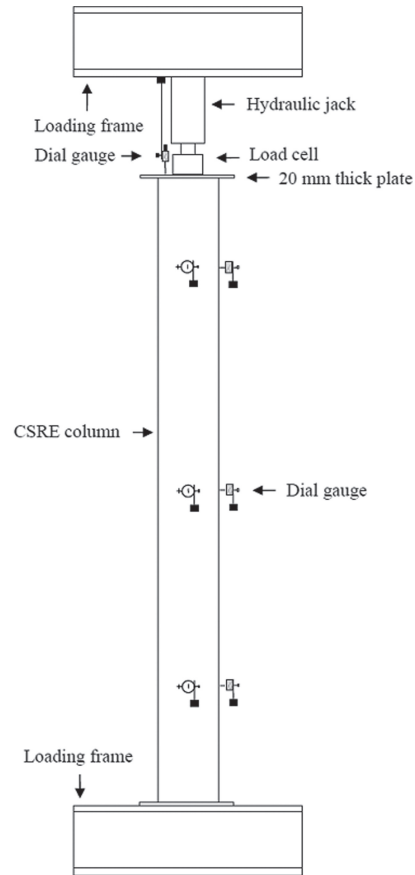 Hydraulic jack
Loading frame
Dial gauge
Load cell
20 mm thick plate
CSRE column
Dial gauge
Loading frame